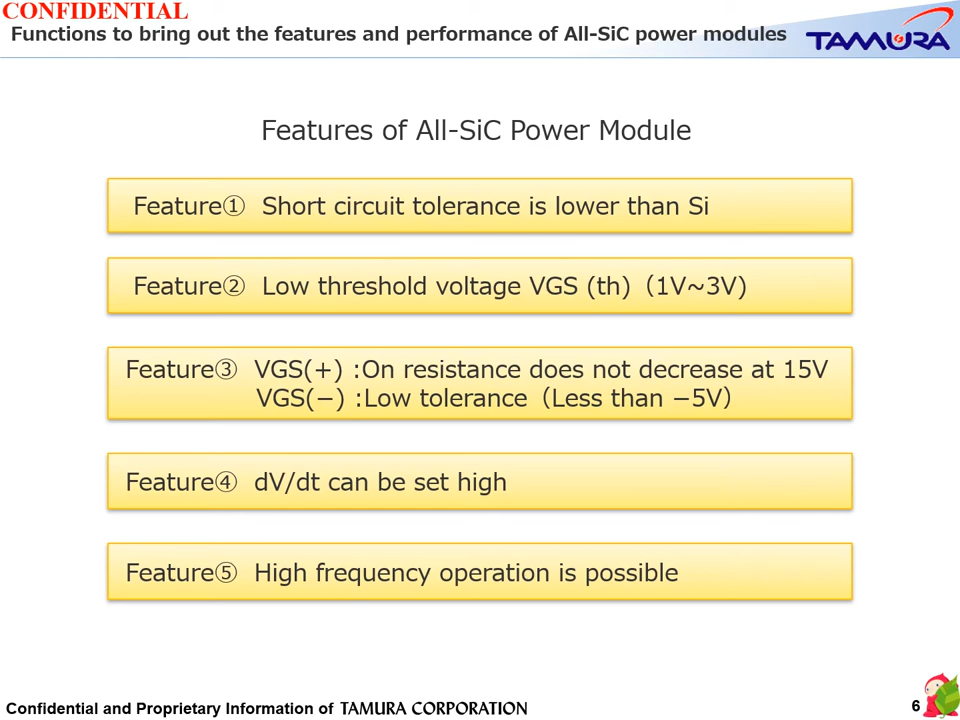 CONFIDENTIAL
Functions to bring out the features and performance of All-SiC power modules
TAMURA
Features of All-SiC Power Module
Feature① Short circuit tolerance is lower than Si
Feature② Low threshold voltage VGS (th)（1V~3V)
Feature③ VGS(+) :On resistance does not decrease at 15V
VGS(−) :Low tolerance（Less than −5V）
Feature④ dV/dt can be set high
Feature⑤ High frequency operation is possible
Confidential and Proprietary Information of TAMURA CORPORATION
6